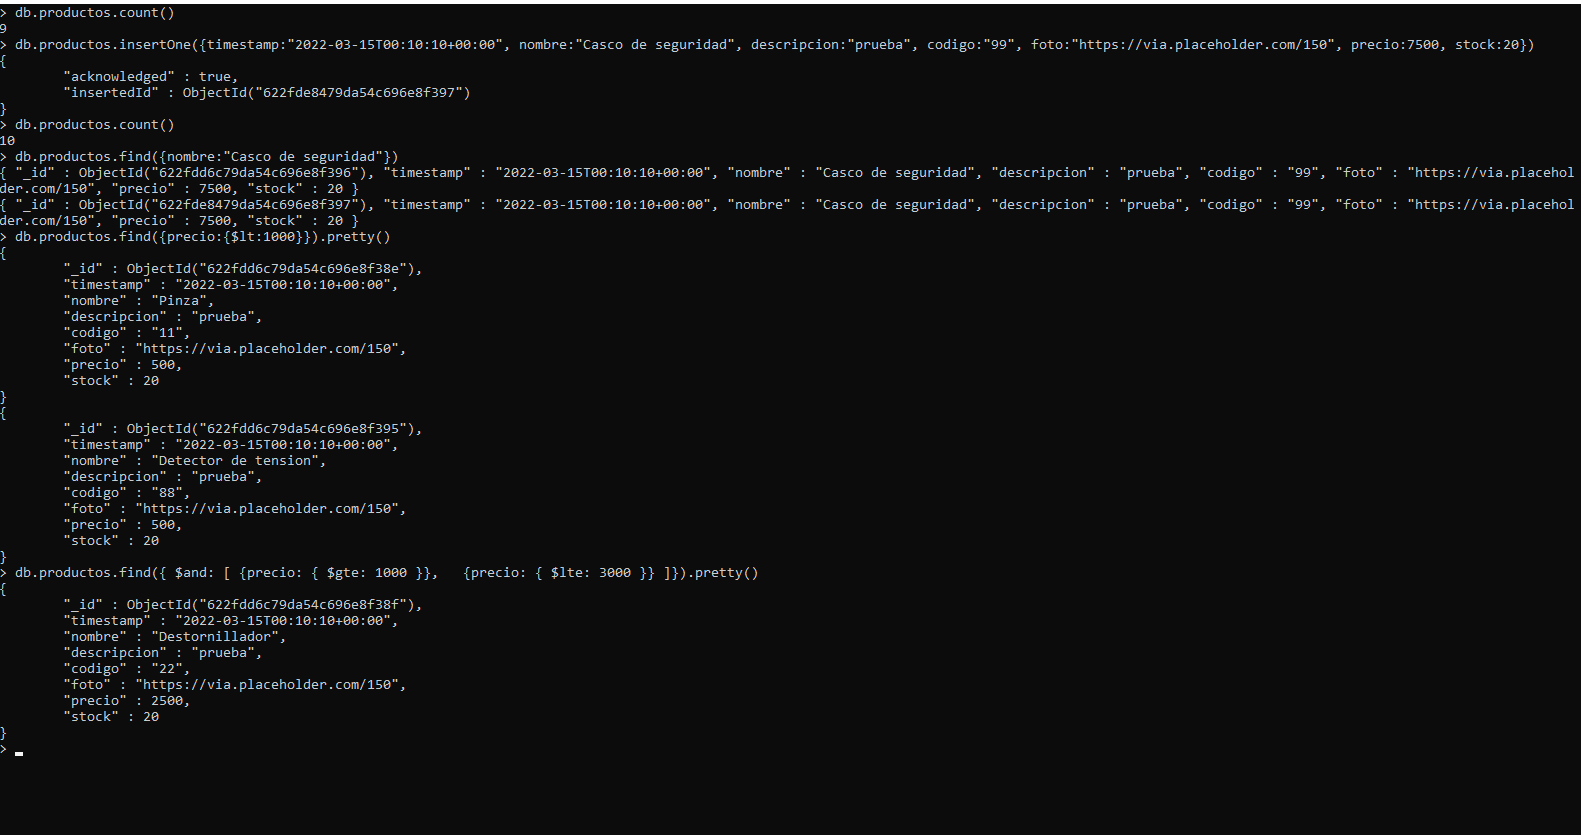 > db.productos.count()
9
> db.productos.insertOne({timestamp:"2022-03-15T00:10:10+00:00", nombre:"Casco de seguridad", descripcion:"prueba", codigo:"99", foto:"https://via.placeholder.com/150", precio:7500, stock:20})
{
        "acknowledged" : true,
        "insertedId" : ObjectId("622fde8479da54c696e8f397")
}
> db.productos.count()
10
> db.productos.find({nombre:"Casco de seguridad"})
{ "_id" : ObjectId("622fdd6c79da54c696e8f396"), "timestamp" : "2022-03-15T00:10:10+00:00", "nombre" : "Casco de seguridad", "descripcion" : "prueba", "codigo" : "99", "foto" : "https://via.placehol
der.com/150", "precio" : 7500, "stock" : 20 }
{ "_id" : ObjectId("622fde8479da54c696e8f397"), "timestamp" : "2022-03-15T00:10:10+00:00", "nombre" : "Casco de seguridad", "descripcion" : "prueba", "codigo" : "99", "foto" : "https://via.placehol
der.com/150", "precio" : 7500, "stock" : 20 }
> db.productos.find({precio:{$lt:1000}}).pretty()
{
        "_id" : ObjectId("622fdd6c79da54c696e8f38e"),
        "timestamp" : "2022-03-15T00:10:10+00:00",
        "nombre" : "Pinza",
        "descripcion" : "prueba",
        "codigo" : "11",
        "foto" : "https://via.placeholder.com/150",
        "precio" : 500,
        "stock" : 20
}
{
        "_id" : ObjectId("622fdd6c79da54c696e8f395"),
        "timestamp" : "2022-03-15T00:10:10+00:00",
        "nombre" : "Detector de tension",
        "descripcion" : "prueba",
        "codigo" : "88",
        "foto" : "https://via.placeholder.com/150",
        "precio" : 500,
        "stock" : 20
}
> db.productos.find({ $and: [ {precio: { $gte: 1000 }},   {precio: { $lte: 3000 }} ]}).pretty()
{
        "_id" : ObjectId("622fdd6c79da54c696e8f38f"),
        "timestamp" : "2022-03-15T00:10:10+00:00",
        "nombre" : "Destornillador",
        "descripcion" : "prueba",
        "codigo" : "22",
        "foto" : "https://via.placeholder.com/150",
        "precio" : 2500,
        "stock" : 20
}
>